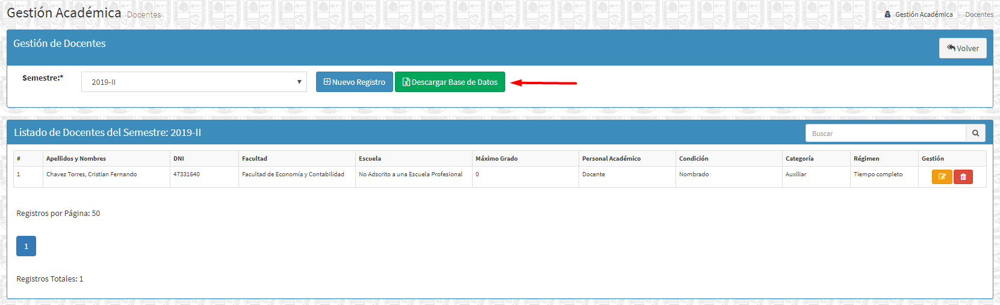 Gestión Académica Docentes
Gestión Académica > Docentes
Gestión de Docentes
Volver
Semestre:* 2019-II Nuevo Registro Descargar Base de Datos
Listado de Docentes del Semestre: 2019-II
Buscar
# Apellidos y Nombres DNI Facultad Escuela Máximo Grado Personal Académico Condición Categoría Régimen Gestión
1 Chavez Torres, Cristian Fernando 47331640 Facultad de Economía y Contabilidad No Adscrito a una Escuela Profesional 0 Docente Nombrado Auxiliar Tiempo completo
Registros por Página: 50
1
Registros Totales: 1